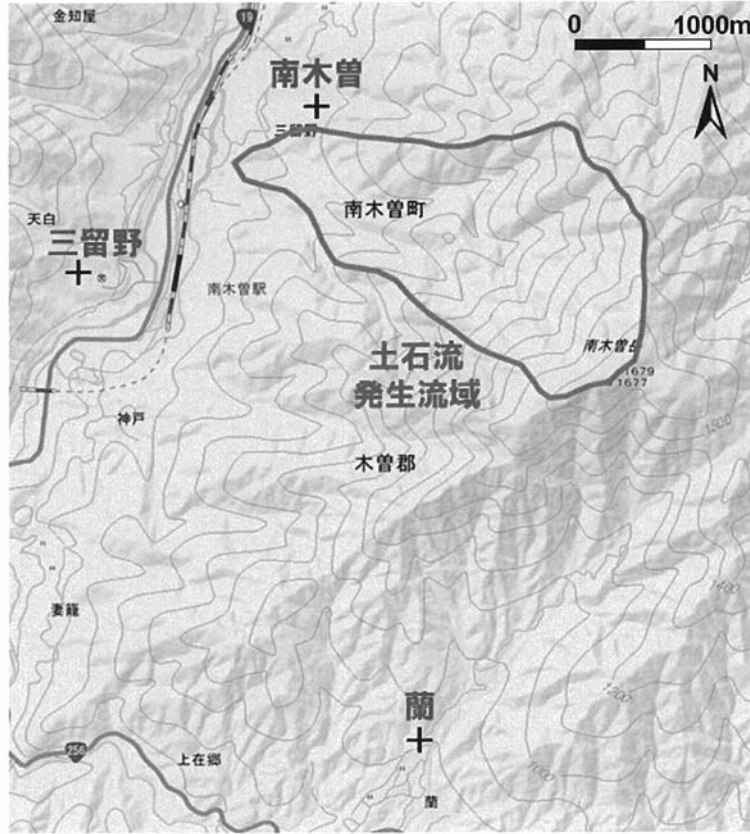 金知屋
19
0 1000m
N
南木曽
三留野
南木曽町
天白
三留野
南木曽駅
南木曽岳
1679
1677
土石流
発生流域
神戸
木曽郡
1500
1400
妻籠
1200
蘭
256
上在郷
1000
蘭